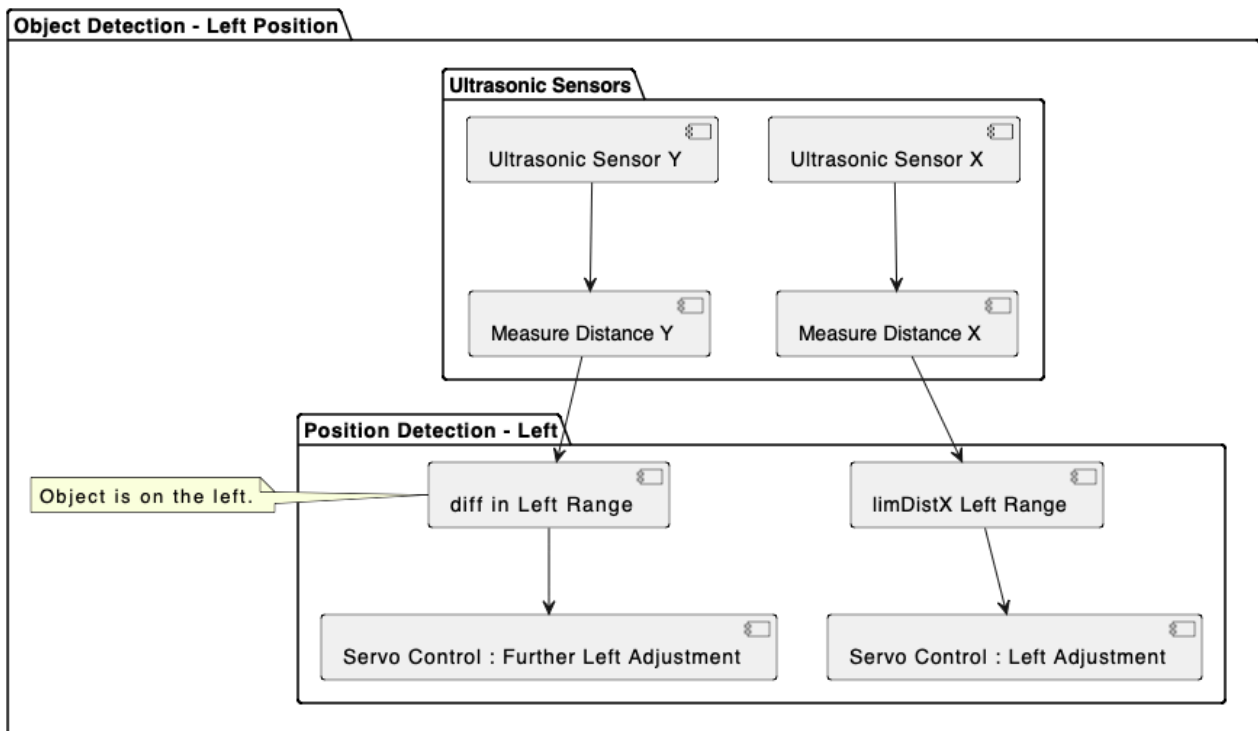 Object Detection - Left Position
Ultrasonic Sensors
Ultrasonic Sensor Y
Ultrasonic Sensor X
Measure Distance Y
Measure Distance X
Position Detection - Left
Object is on the left.
diff in Left Range
limDistX Left Range
Servo Control : Further Left Adjustment
Servo Control : Left Adjustment